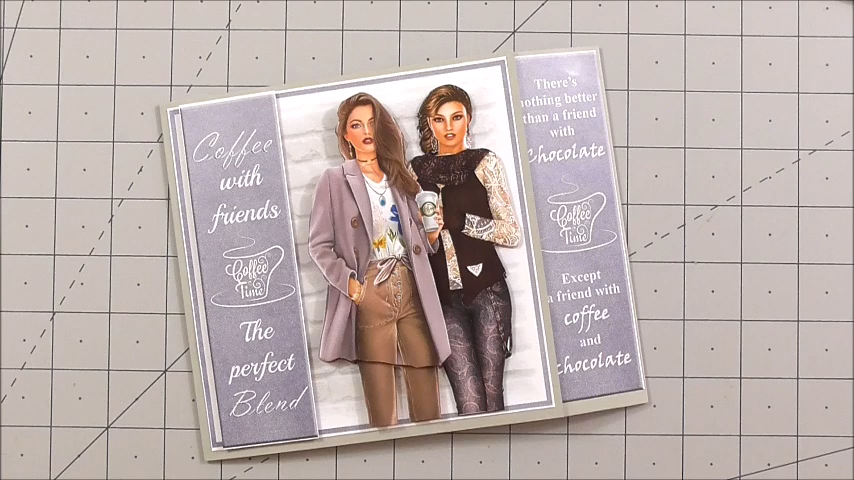 Coffee
with
friends
Coffee
Time
The
perfect
Blend
There's
nothing better
than a friend
with
Chocolate
Coffee
Time
Except
a friend with
coffee
and
chocolate